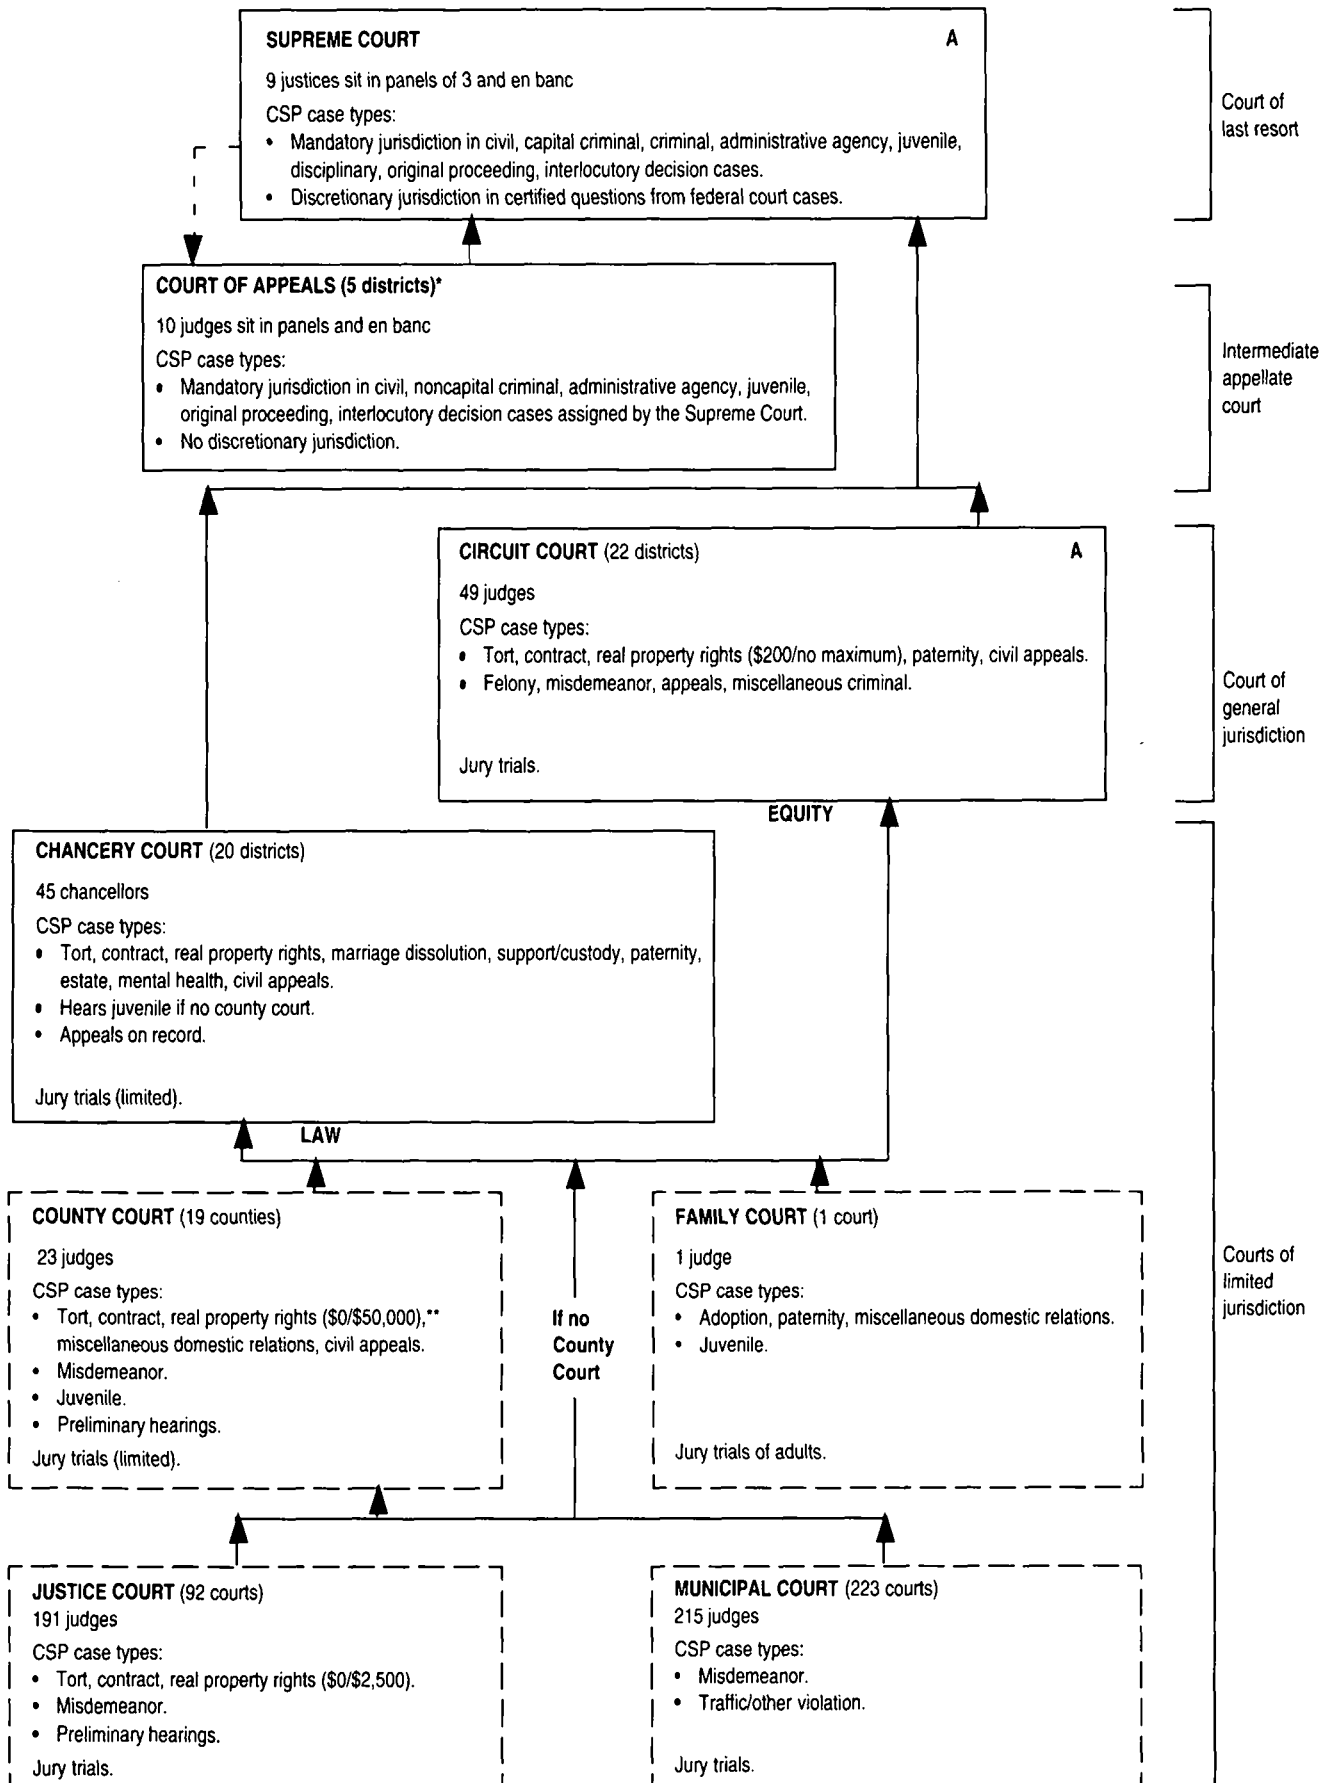 SUPREME COURT A
9 justices sit in panels of 3 and en banc
CSP case types:
• Mandatory jurisdiction in civil, capital criminal, criminal, administrative agency, juvenile,
disciplinary, original proceeding, interlocutory decision cases.
• Discretionary jurisdiction in certified questions from federal court cases.
Court of
last resort
COURT OF APPEALS (5 districts)*
10 judges sit in panels and en banc
CSP case types:
• Mandatory jurisdiction in civil, noncapital criminal, administrative agency, juvenile,
original proceeding, interlocutory decision cases assigned by the Supreme Court.
• No discretionary jurisdiction.
Intermediate
appellate
court
CIRCUIT COURT (22 districts) A
49 judges
CSP case types:
• Tort, contract, real property rights ($200/no maximum), paternity, civil appeals.
• Felony, misdemeanor, appeals, miscellaneous criminal.
Jury trials.
Court of
general
jurisdiction
EQUITY
CHANCERY COURT (20 districts)
45 chancellors
CSP case types:
• Tort, contract, real property rights, marriage dissolution, support/custody, paternity,
estate, mental health, civil appeals.
• Hears juvenile if no county court.
• Appeals on record.
Jury trials (limited).
LAW
COUNTY COURT (19 counties)
23 judges
CSP case types:
• Tort, contract, real property rights ($0/$50,000),**
miscellaneous domestic relations, civil appeals.
• Misdemeanor.
• Juvenile.
• Preliminary hearings.
Jury trials (limited).
If no
County
Court
FAMILY COURT (1 court)
1 judge
CSP case types:
• Adoption, paternity, miscellaneous domestic relations.
• Juvenile.
Jury trials of adults.
Courts of
limited
jurisdiction
JUSTICE COURT (92 courts)
191 judges
CSP case types:
• Tort, contract, real property rights ($0/$2,500).
• Misdemeanor.
• Preliminary hearings.
Jury trials.
MUNICIPAL COURT (223 courts)
215 judges
CSP case types:
• Misdemeanor.
• Traffic/other violation.
Jury trials.